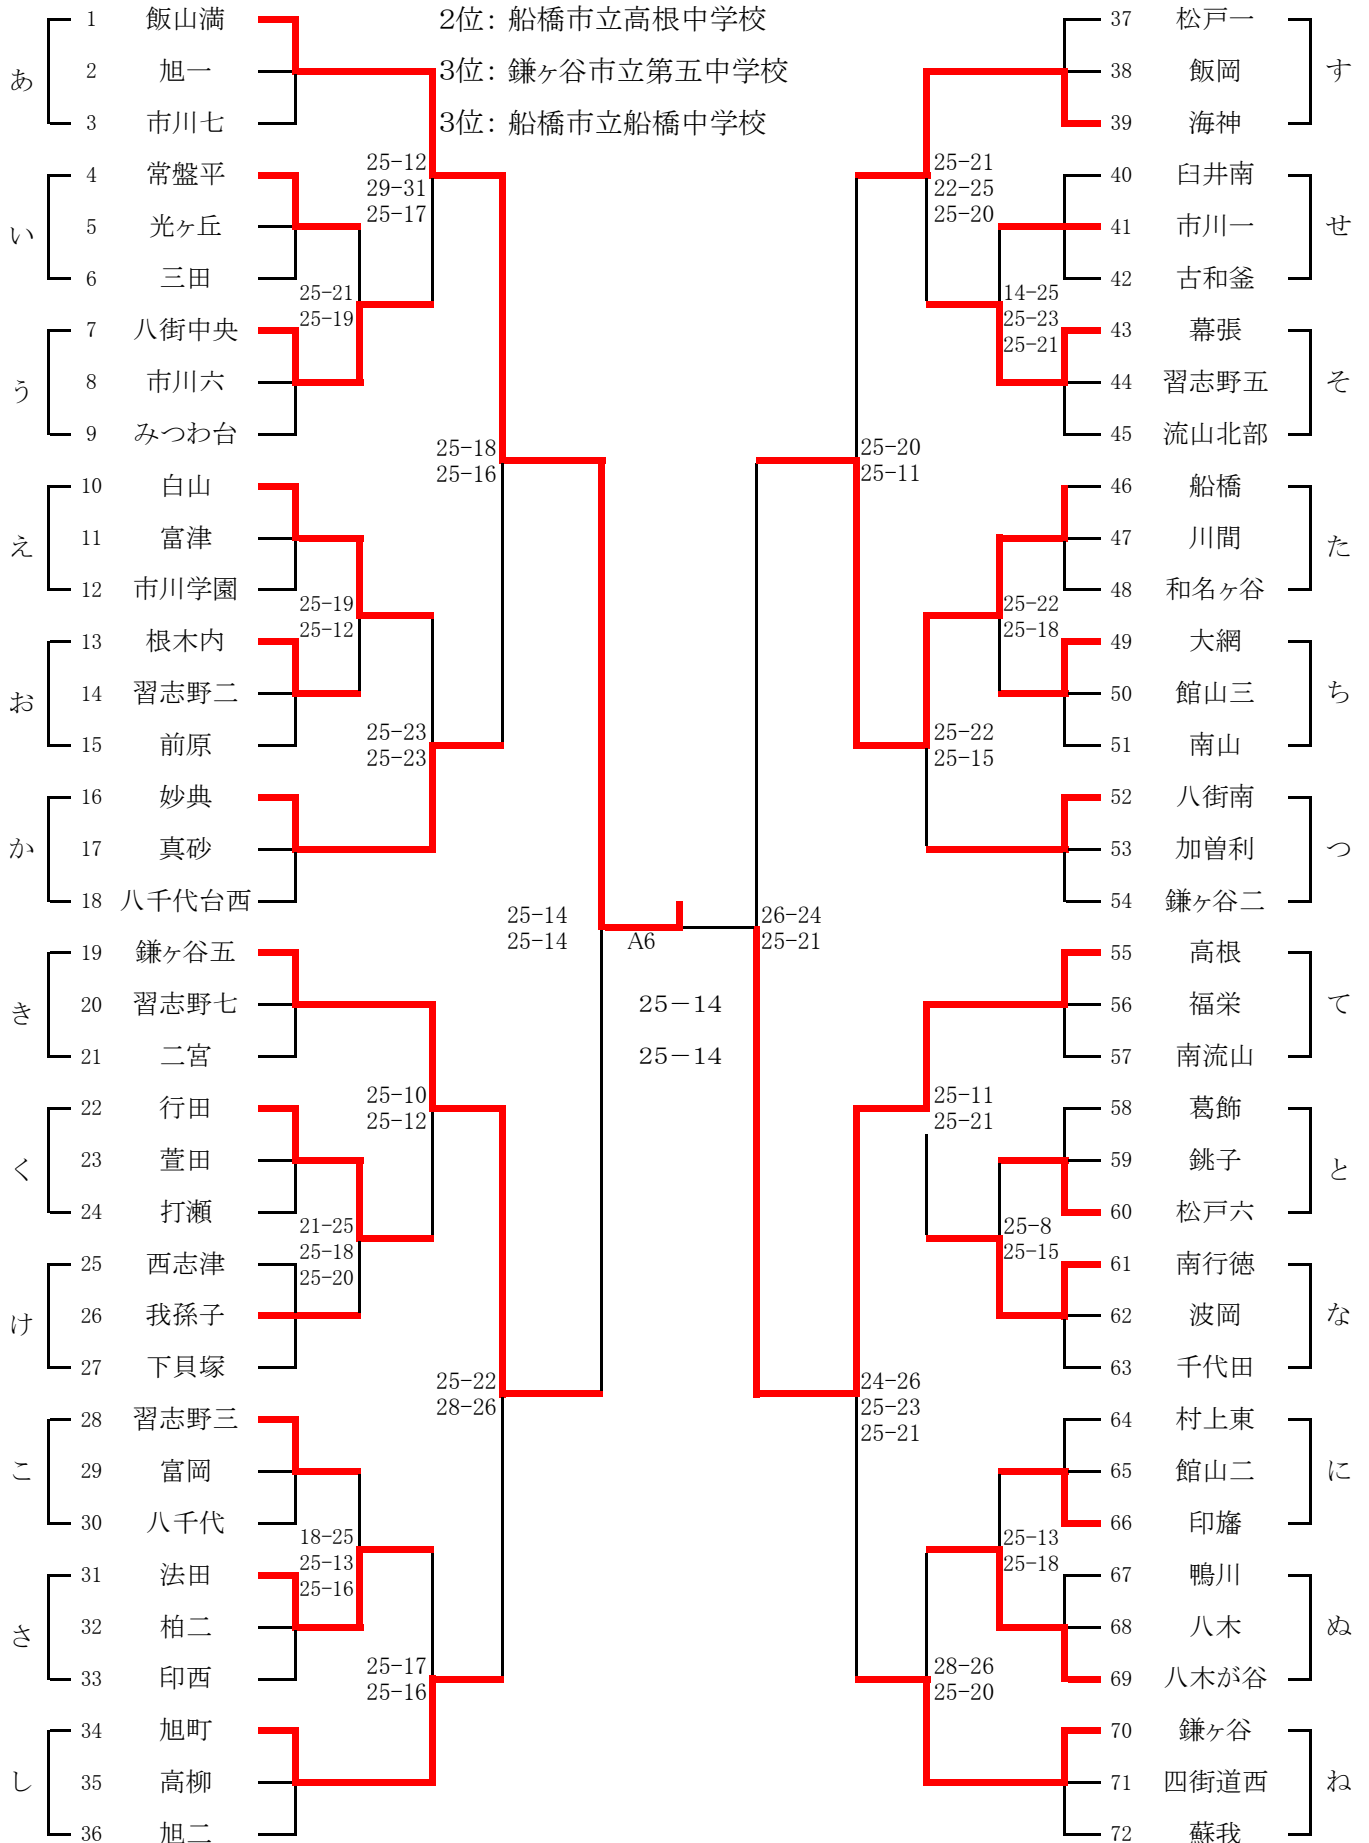 2位: 船橋市立高根中学校
3位: 鎌ヶ谷市立第五中学校
3位: 船橋市立船橋中学校
あ
1 飯山満
2 旭一
3 市川七
い
4 常盤平
5 光ヶ丘
6 三田
う
7 八街中央
8 市川六
9 みつわ台
え
10 白山
11 富津
12 市川学園
お
13 根木内
14 習志野二
15 前原
か
16 妙典
17 真砂
18 八千代台西
き
19 鎌ヶ谷五
20 習志野七
21 二宮
く
22 行田
23 萱田
24 打瀬
け
25 西志津
26 我孫子
27 下貝塚
こ
28 習志野三
29 富岡
30 八千代
さ
31 法田
32 柏二
33 印西
し
34 旭町
35 高柳
36 旭二
25-12
29-31
25-17
25-21
25-19
25-18
25-16
25-19
25-12
25-23
25-23
25-14
25-14
25-10
25-12
21-25
25-18
25-20
25-22
28-26
18-25
25-13
25-16
25-17
25-16
A6
25-14
25-14
26-24
25-21
25-21
22-25
25-20
14-25
25-23
25-21
25-20
25-11
25-22
25-18
25-22
25-15
25-11
25-21
25-8
25-15
24-26
25-23
25-21
25-13
25-18
28-26
25-20
37 松戸一
38 飯岡
39 海神
す
40 臼井南
41 市川一
42 古和釜
せ
43 幕張
44 習志野五
45 流山北部
そ
46 船橋
47 川間
48 和名ヶ谷
た
49 大網
50 館山三
51 南山
ち
52 八街南
53 加曽利
54 鎌ヶ谷二
つ
55 高根
56 福栄
57 南流山
て
58 葛飾
59 銚子
60 松戸六
と
61 南行徳
62 波岡
63 千代田
な
64 村上東
65 館山二
66 印旛
に
67 鴨川
68 八木
69 八木が谷
ぬ
70 鎌ヶ谷
71 四街道西
72 蘇我
ね